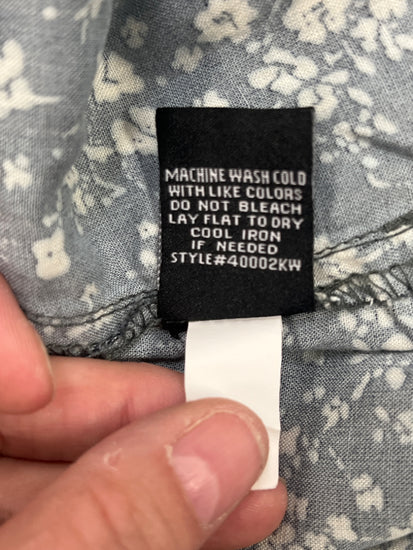 MACHINE WASH COLD
WITH LIKE COLORS
DO NOT BLEACH
LAY FLAT TO DRY
COOL IRON
IF NEEDED
STYLE#40002KW